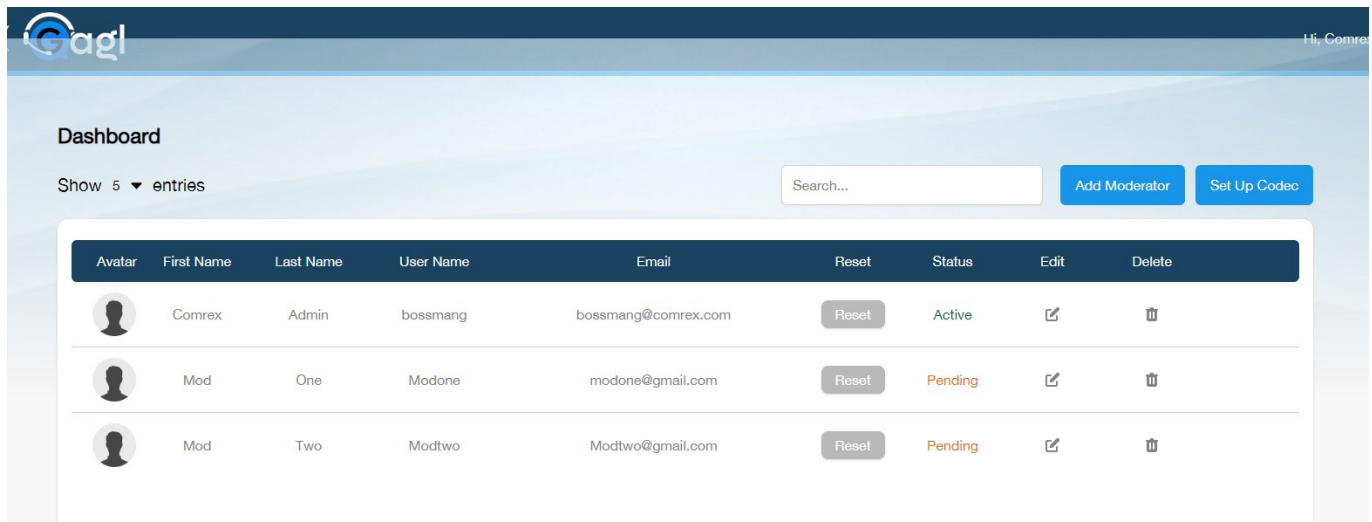 Gagl
Hi, Comrex
Dashboard
Show 5 entries
Search...
Add Moderator
Set Up Codec
Avatar First Name Last Name User Name Email Reset Status Edit Delete
Comrex Admin bossmang bossmang@comrex.com Reset Active
Mod One Modone modone@gmail.com Reset Pending
Mod Two Modtwo Modtwo@gmail.com Reset Pending